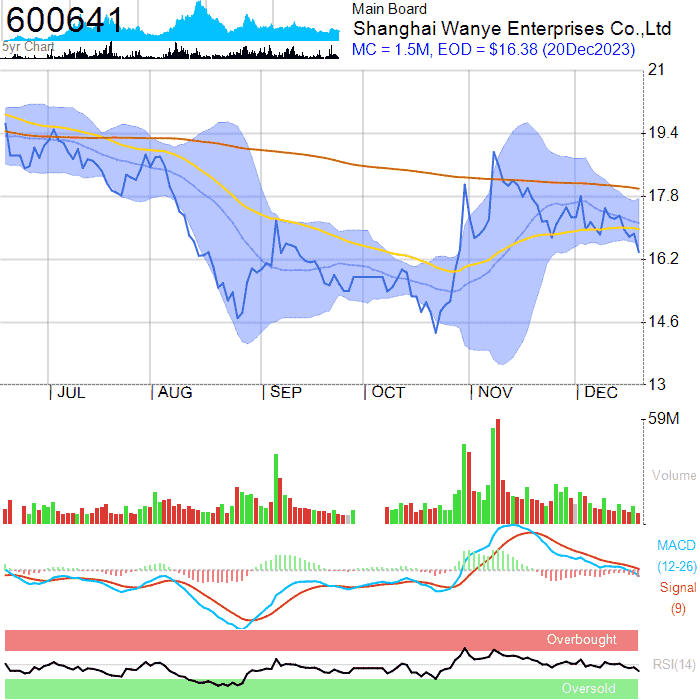 600641
5yr Chart
Main Board
Shanghai Wanye Enterprises Co.,Ltd
MC = 1.5M, EOD = $16.38 (20Dec2023)
21
19.4
17.8
16.2
14.6
13
JUL AUG SEP OCT NOV DEC
59M
Volume
MACD
(12-26)
Signal
(9)
Overbought
RSI(14)
Oversold